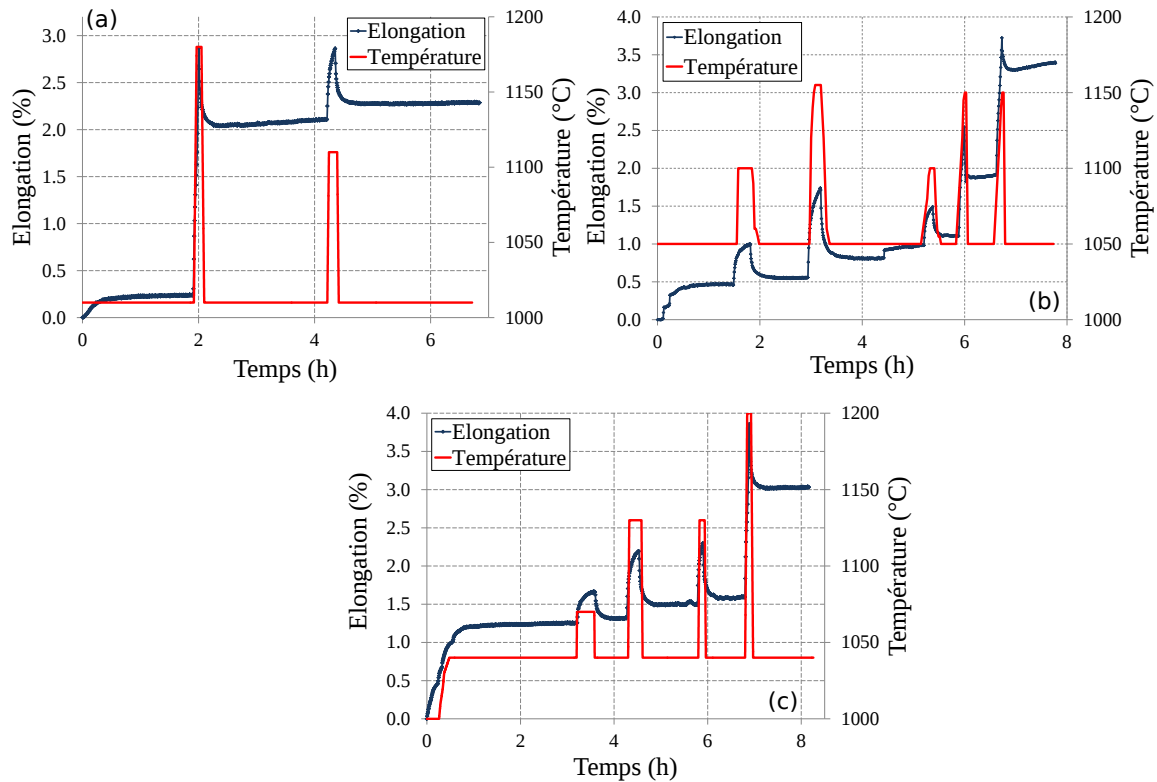 (a)
Elongation
Température
Elongation (%)
3.0
2.5
2.0
1.5
1.0
0.5
0.0
0 2 4 6
Temps (h)
1200
1150
1100
1050
1000
Température (°C)
(b)
Elongation
Température
Elongation (%)
4.0
3.5
3.0
2.5
2.0
1.5
1.0
0.5
0.0
0 2 4 6 8
Temps (h)
1200
1150
1100
1050
1000
Température (°C)
(c)
Elongation
Température
Elongation (%)
4.0
3.5
3.0
2.5
2.0
1.5
1.0
0.5
0.0
0 2 4 6 8
Temps (h)
1200
1150
1100
1050
1000
Température (°C)